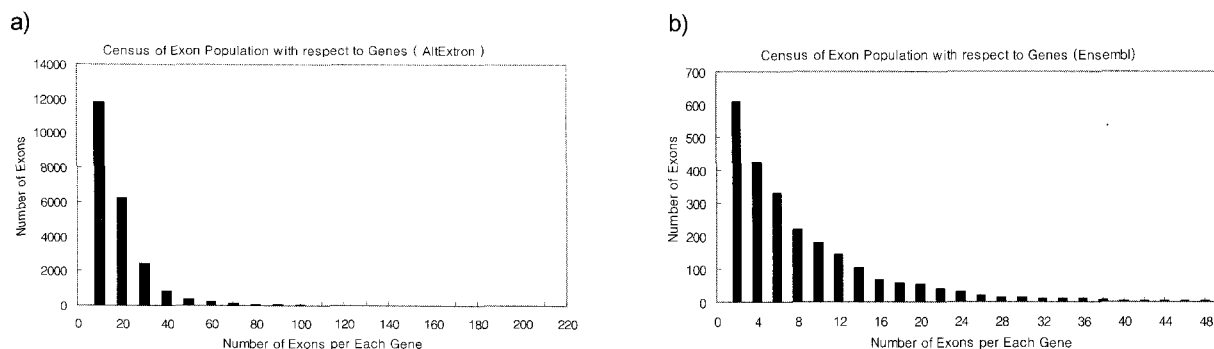 a)
Census of Exon Population with respect to Genes ( AltExtron )
14000
12000
10000
8000
6000
4000
2000
0
Number of Exons
0 20 40 60 80 100 120 140 160 180 200 220
Number of Exons per Each Gene
b)
Census of Exon Population with respect to Genes (Ensembl)
700
600
500
400
300
200
100
0
Number of Exons
0 4 8 12 16 20 24 28 32 36 40 44 48
Number of Exons per Each Gene